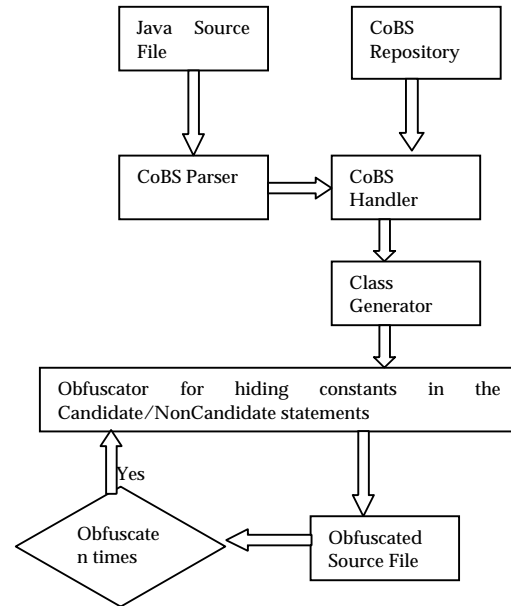 Java Source
File
CoBS
Repository
CoBS Parser
CoBS
Handler
Class
Generator
Obfuscator for hiding constants in the
Candidate/NonCandidate statements
Yes
Obfuscate
n times
Obfuscated
Source File